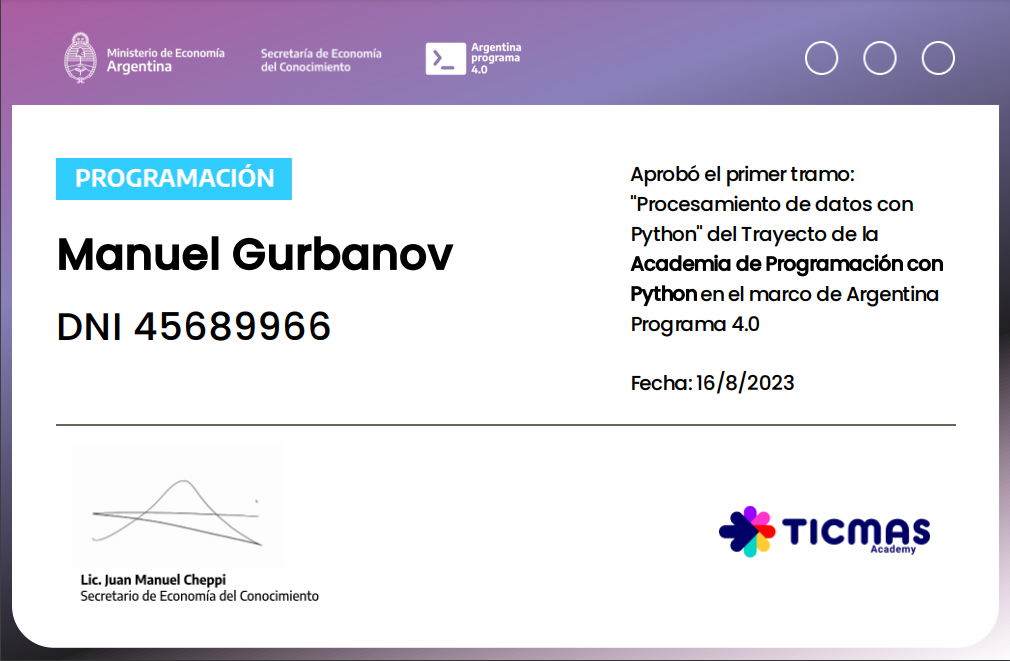 Ministerio de Economía
Argentina
Secretaría de Economía
del Conocimiento
Argentina
programa
4.0
PROGRAMACIÓN
Manuel Gurbanov
DNI 45689966
Aprobó el primer tramo:
"Procesamiento de datos con
Python" del Trayecto de la
Academia de Programación con
Python en el marco de Argentina
Programa 4.0
Fecha: 16/8/2023
Lic. Juan Manuel Cheppi
Secretario de Economía del Conocimiento
TICMAS
Academy